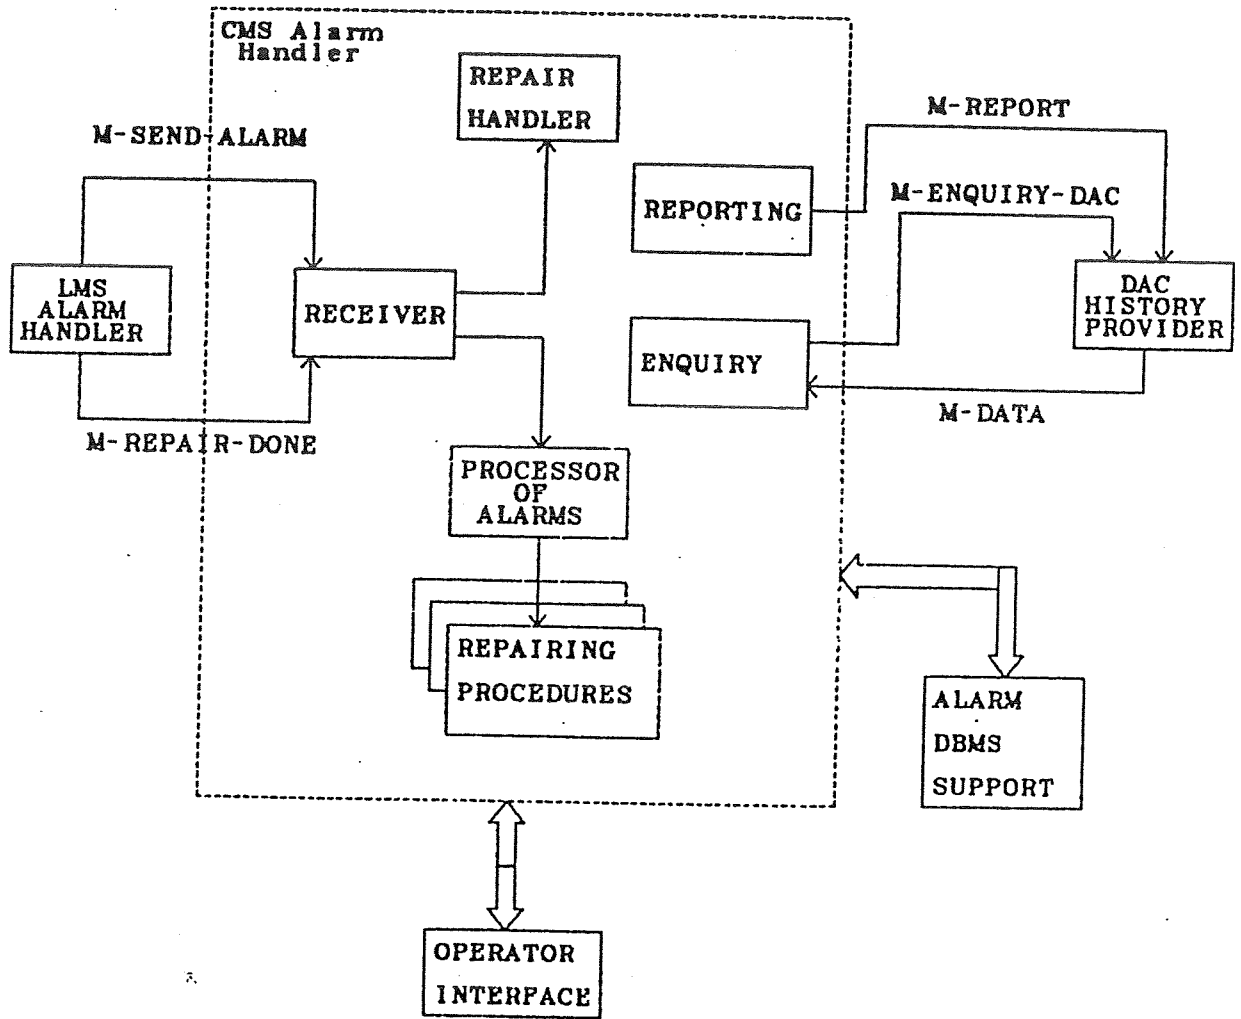 CMS Alarm
Handler
REPAIR
HANDLER
M-REPORT
M-SEND-ALARM
M-ENQUIRY-DAC
REPORTING
LMS
ALARM
HANDLER
RECEIVER
DAC
HISTORY
PROVIDER
ENQUIRY
M-DATA
M-REPAIR-DONE
PROCESSOR
OF
ALARMS
REPAIRING
PROCEDURES
ALARM
DBMS
SUPPORT
OPERATOR
INTERFACE